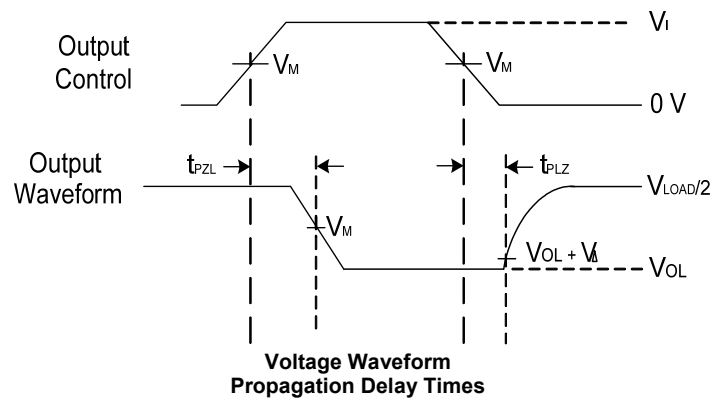 Output
Control
VM
VM
VI
0 V
Output
Waveform
tPZL
tPLZ
VM
VLOAD/2
VOL + VΔ
VOL
Voltage Waveform
Propagation Delay Times